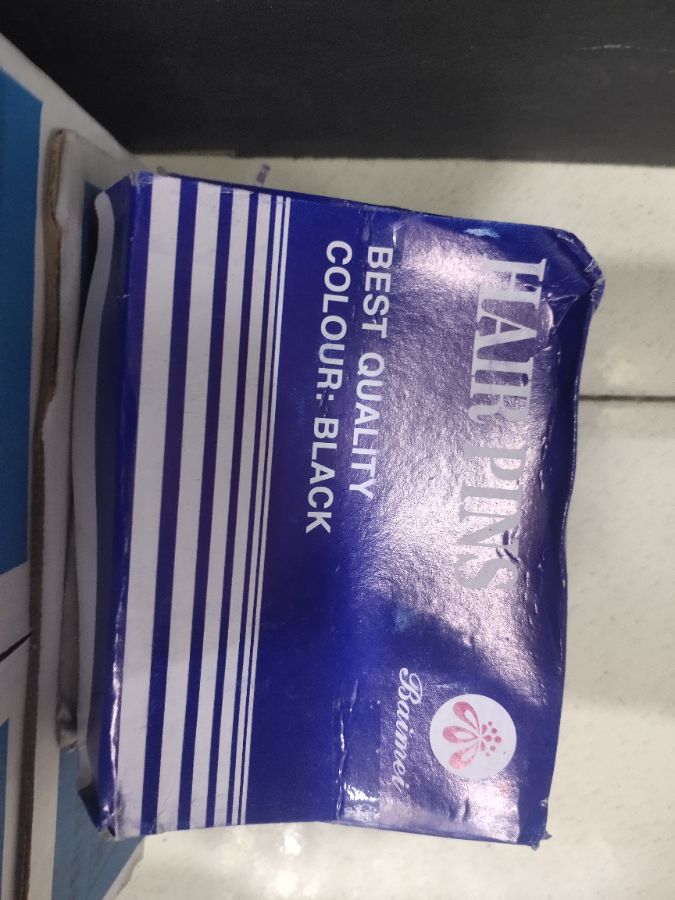 HAIR PINS
Baimei
BEST QUALITY
COLOUR: BLACK